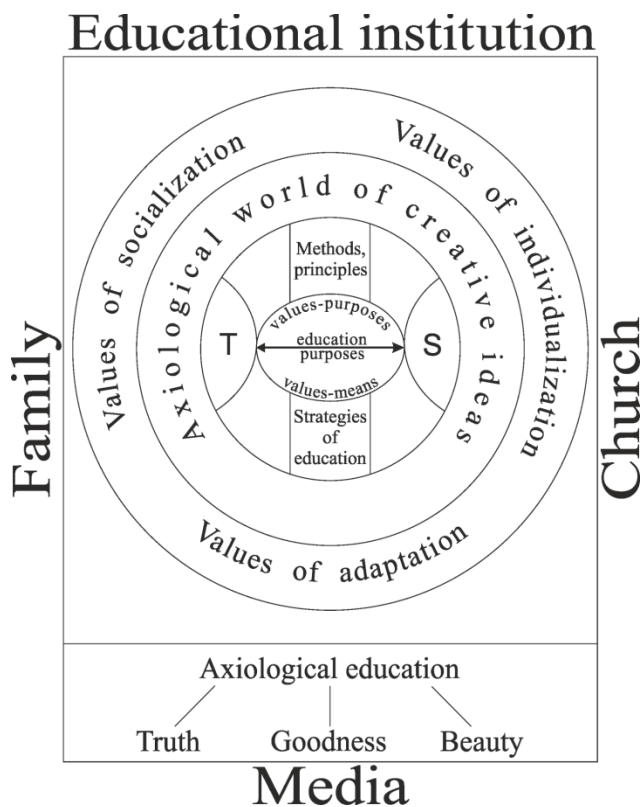 Educational institution
Family
Church
Values of socialization
Values of individualization
Axiological world of creative ideas
Methods,
principles
values-purposes
T
education
purposes
S
values-means
Strategies
of
education
Values of adaptation
Axiological education
Truth
Goodness
Beauty
Media